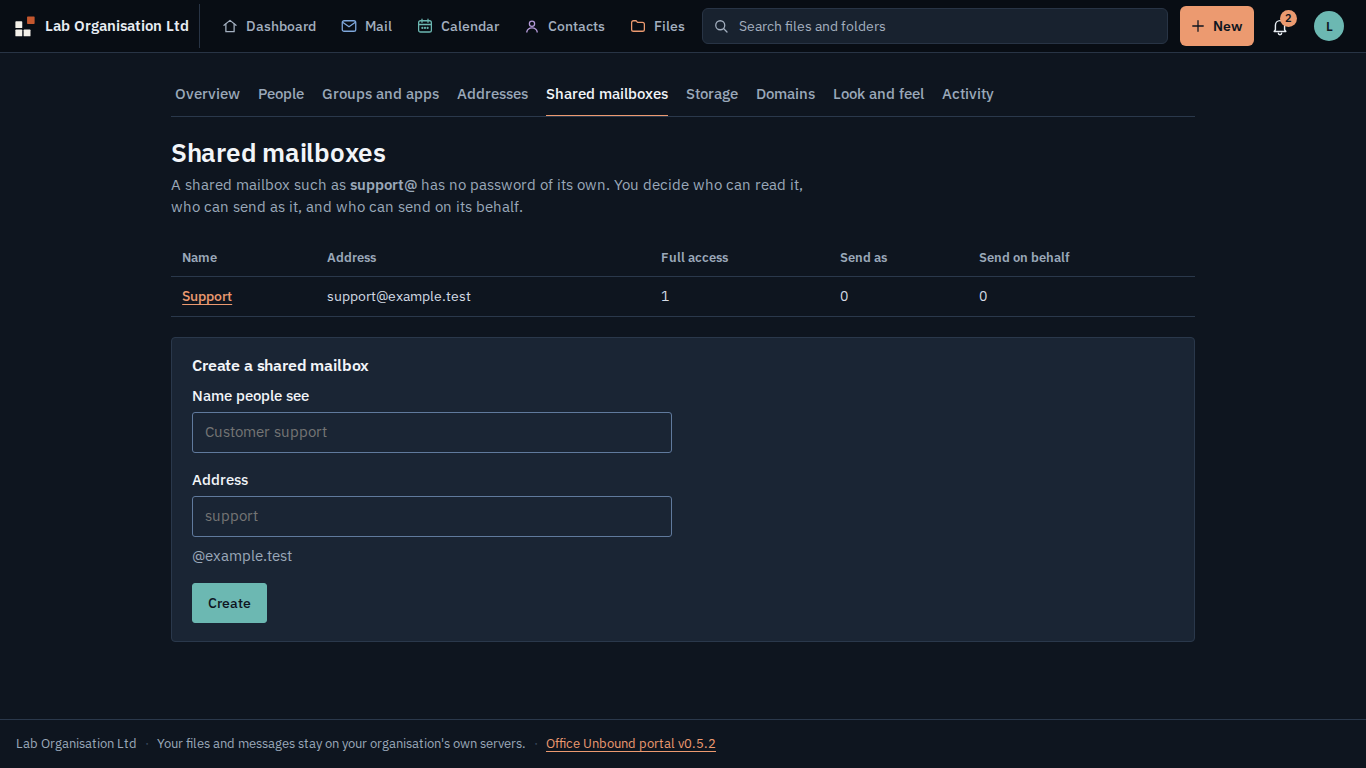 Lab Organisation Ltd
Dashboard
Mail
Calendar
Contacts
Files
Search files and folders
New
2
L
Overview
People
Groups and apps
Addresses
Shared mailboxes
Storage
Domains
Look and feel
Activity
Shared mailboxes
A shared mailbox such as support@ has no password of its own. You decide who can read it,
who can send as it, and who can send on its behalf.
Name Address Full access Send as Send on behalf
Support support@example.test 1 0 0
Create a shared mailbox
Name people see
Customer support
Address
support
@example.test
Create
Lab Organisation Ltd · Your files and messages stay on your organisation's own servers. · Office Unbound portal v0.5.2